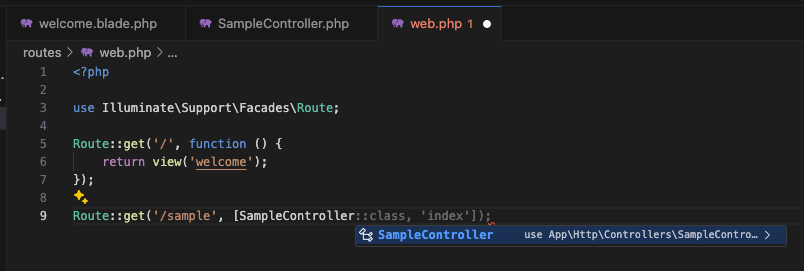 welcome.blade.php SampleController.php web.php 1
routes > web.php > ...
1 <?php
2
3 use Illuminate\Support\Facades\Route;
4
5 Route::get('/', function () {
6 return view('welcome');
7 });
8
9 Route::get('/sample', [SampleController::class, 'index']);
SampleController use App\Http\Controllers\SampleContro... >